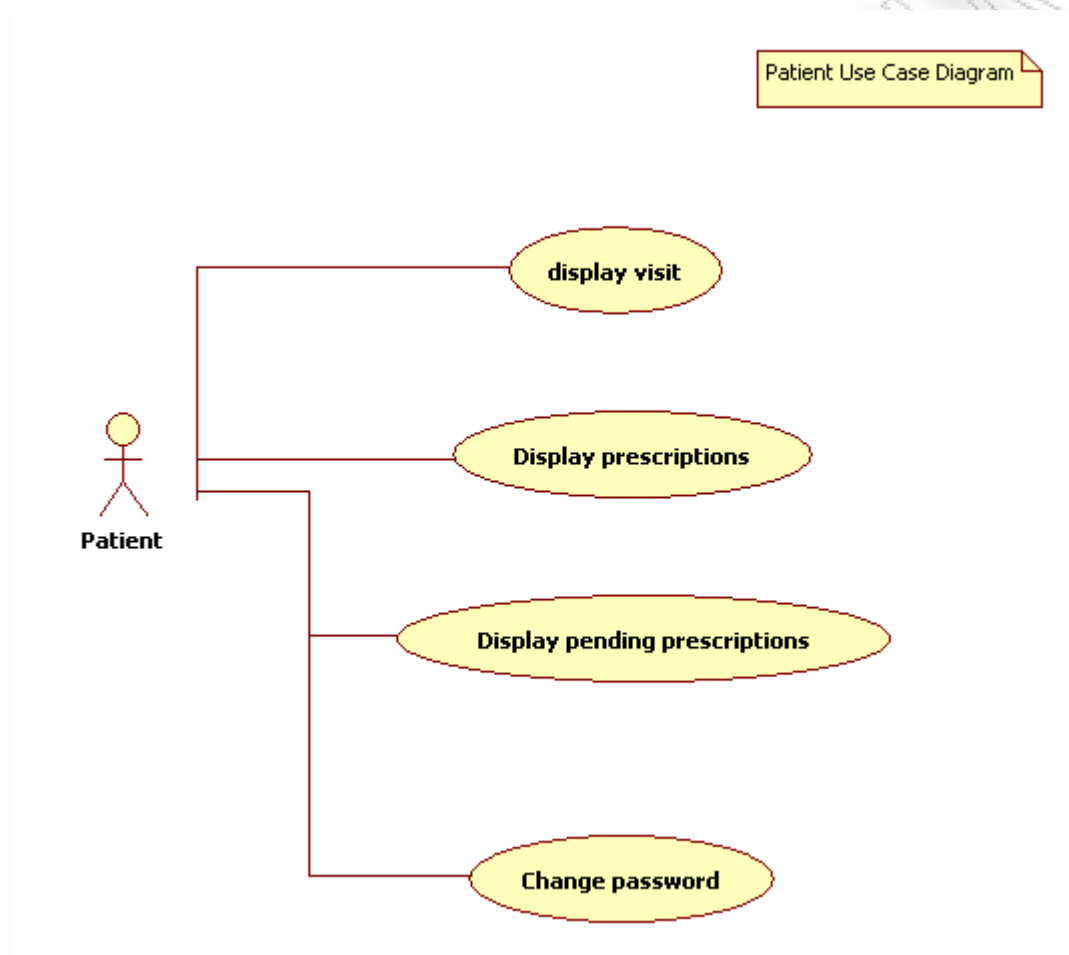 Patient Use Case Diagram
display visit
Display prescriptions
Patient
Display pending prescriptions
Change password